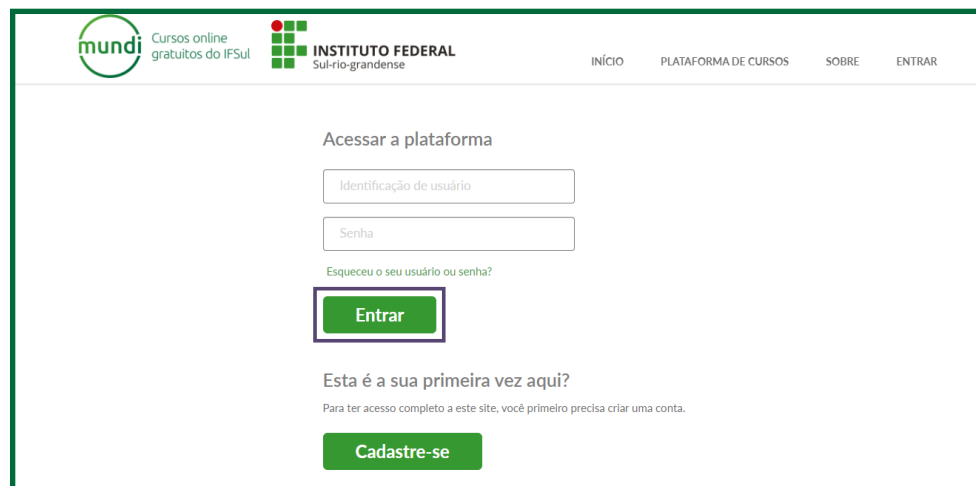 mundi
Cursos online
gratuitos do IFSul
INSTITUTO FEDERAL
Sul-rio-grandense
INÍCIO PLATAFORMA DE CURSOS SOBRE ENTRAR
Acessar a plataforma
Identificação de usuário
Senha
Esqueceu o seu usuário ou senha?
Entrar
Esta é a sua primeira vez aqui?
Para ter acesso completo a este site, você primeiro precisa criar uma conta.
Cadastre-se